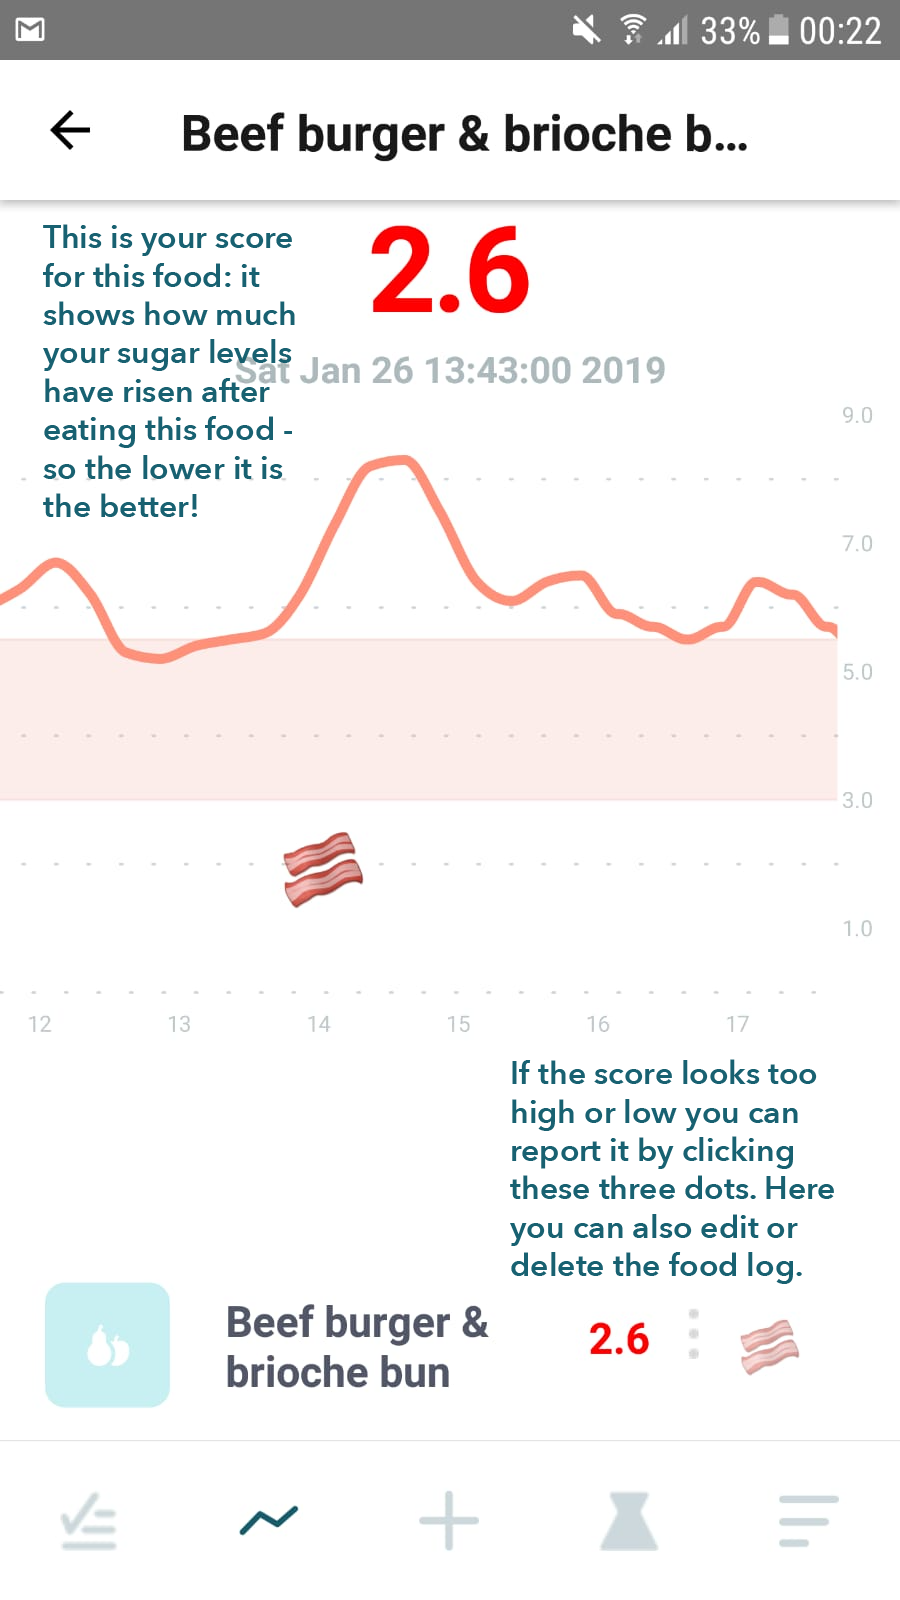 33% 00:22
Beef burger & brioche b...
This is your score
for this food: it
shows how much
your sugar levels
have risen after
eating this food -
so the lower it is
the better!
2.6
Sat Jan 26 13:43:00 2019
9.0
7.0
5.0
3.0
1.0
12 13 14 15 16 17
If the score looks too
high or low you can
report it by clicking
these three dots. Here
you can also edit or
delete the food log.
Beef burger &
brioche bun
2.6